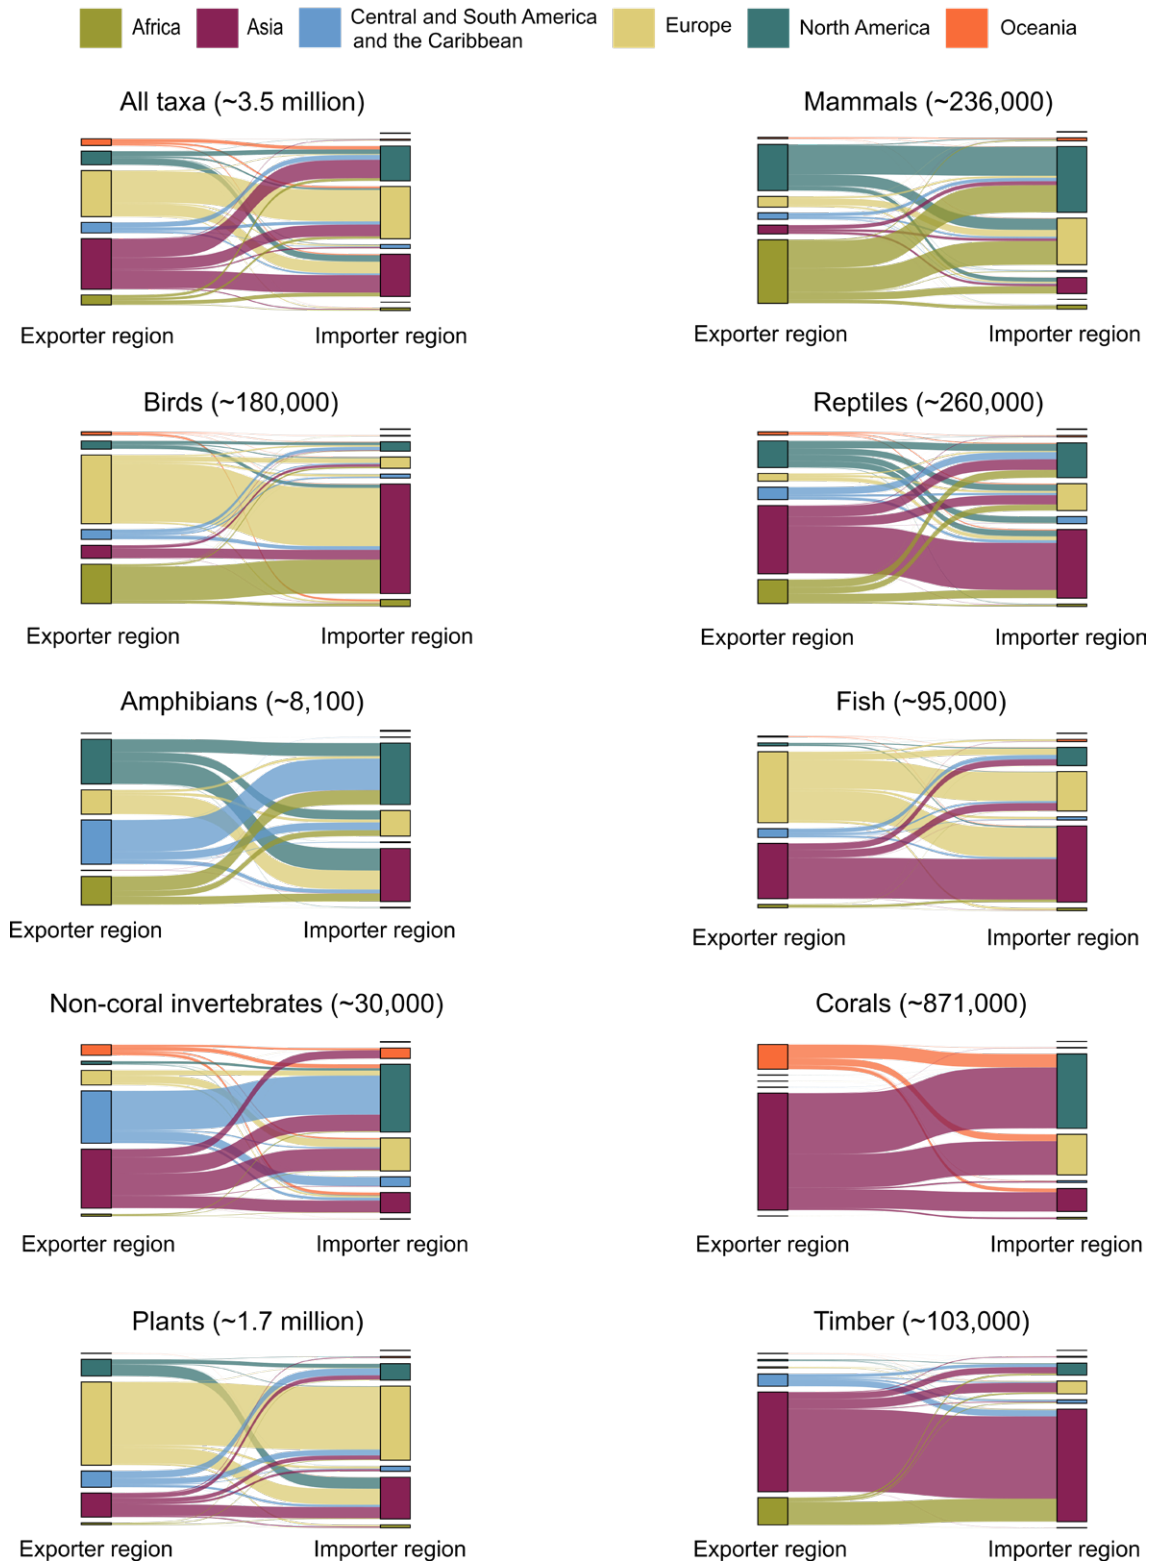 Africa
Asia
Central and South America
and the Caribbean
Europe
North America
Oceania
All taxa (~3.5 million)
Exporter region
Importer region
Mammals (~236,000)
Exporter region
Importer region
Birds (~180,000)
Exporter region
Importer region
Reptiles (~260,000)
Exporter region
Importer region
Amphibians (~8,100)
Exporter region
Importer region
Fish (~95,000)
Exporter region
Importer region
Non-coral invertebrates (~30,000)
Exporter region
Importer region
Corals (~871,000)
Exporter region
Importer region
Plants (~1.7 million)
Exporter region
Importer region
Timber (~103,000)
Exporter region
Importer region